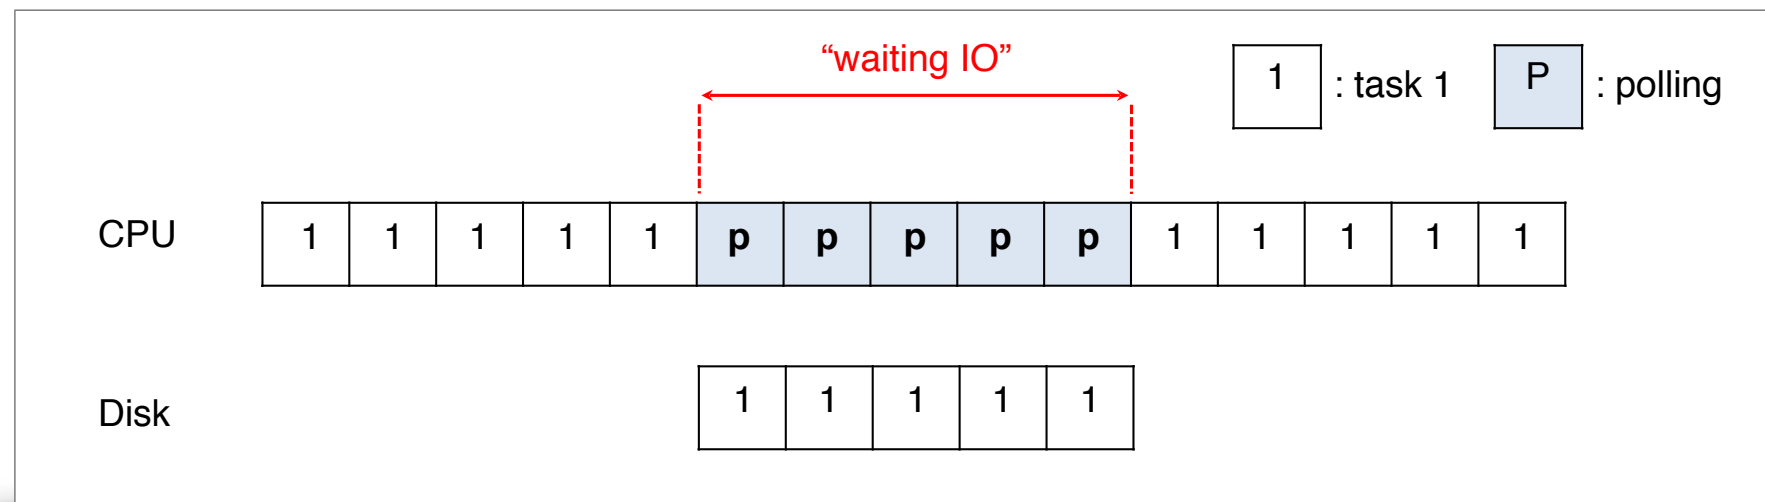 “waiting IO”
1 : task 1 P : polling
CPU 1 1 1 1 1 p p p p p 1 1 1 1 1
Disk 1 1 1 1 1